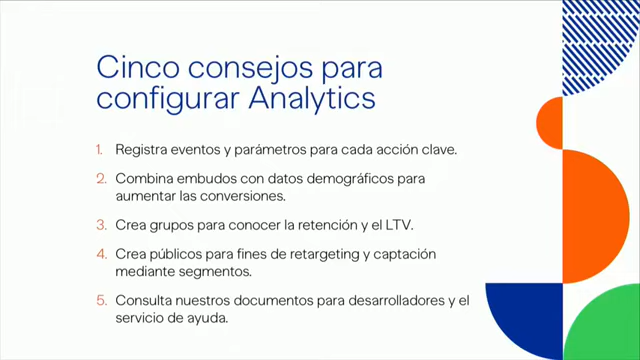 Cinco consejos para
configurar Analytics
1. Registra eventos y parámetros para cada acción clave.
2. Combina embudos con datos demográficos para
aumentar las conversiones.
3. Crea grupos para conocer la retención y el LTV.
4. Crea públicos para fines de retargeting y captación
mediante segmentos.
5. Consulta nuestros documentos para desarrolladores y el
servicio de ayuda.